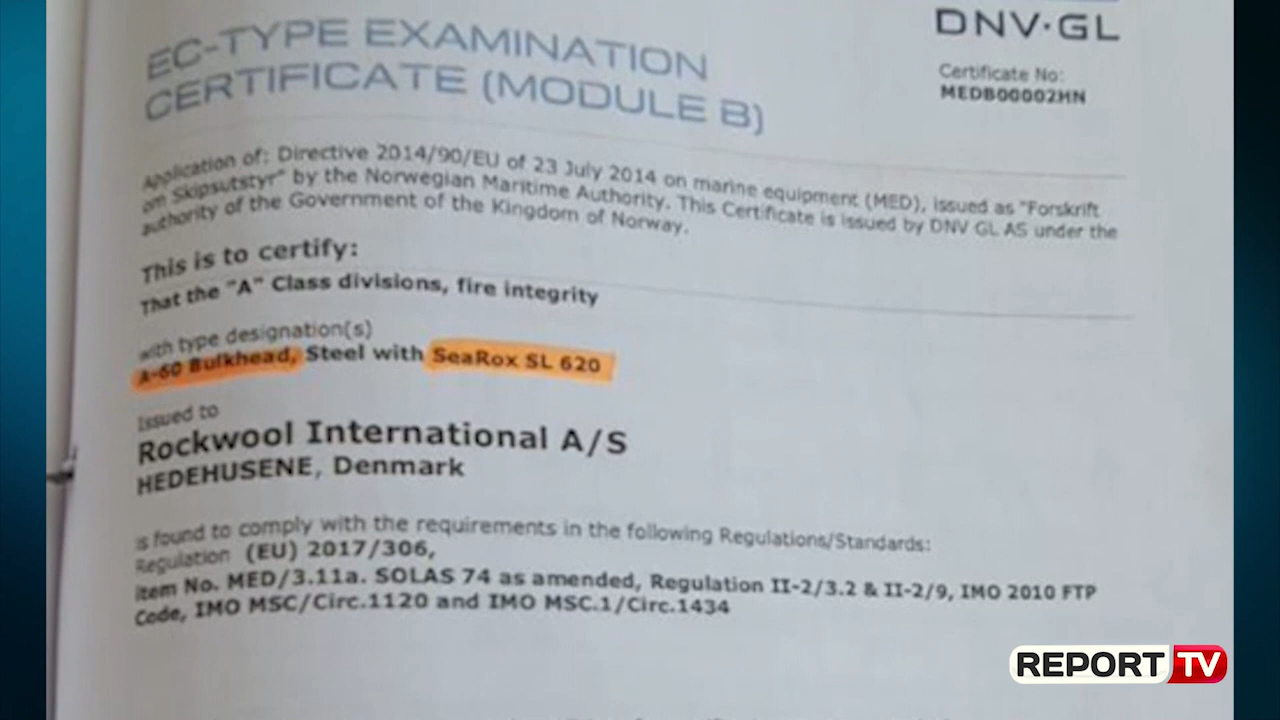 EC-TYPE EXAMINATION
CERTIFICATE (MODULE B)
DNV·GL
Certificate No:
MEDB00002HN
Application of: Directive 2014/90/EU of 23 July 2014 on marine equipment (MED), issued as "Forskrift
om Skipsutstyr" by the Norwegian Maritime Authority. This Certificate is issued by DNV GL AS under the
authority of the Government of the Kingdom of Norway.
This is to certify:
That the "A" Class divisions, fire integrity
with type designation(s)
A-60 Bulkhead, Steel with SeaRox SL 620
Issued to
Rockwool International A/S
HEDEHUSENE, Denmark
is found to comply with the requirements in the following Regulations/Standards:
Regulation (EU) 2017/306,
item No. MED/3.11a. SOLAS 74 as amended, Regulation II-2/3.2 & II-2/9, IMO 2010 FTP
Code, IMO MSC/Circ.1120 and IMO MSC.1/Circ.1434
REPORT TV